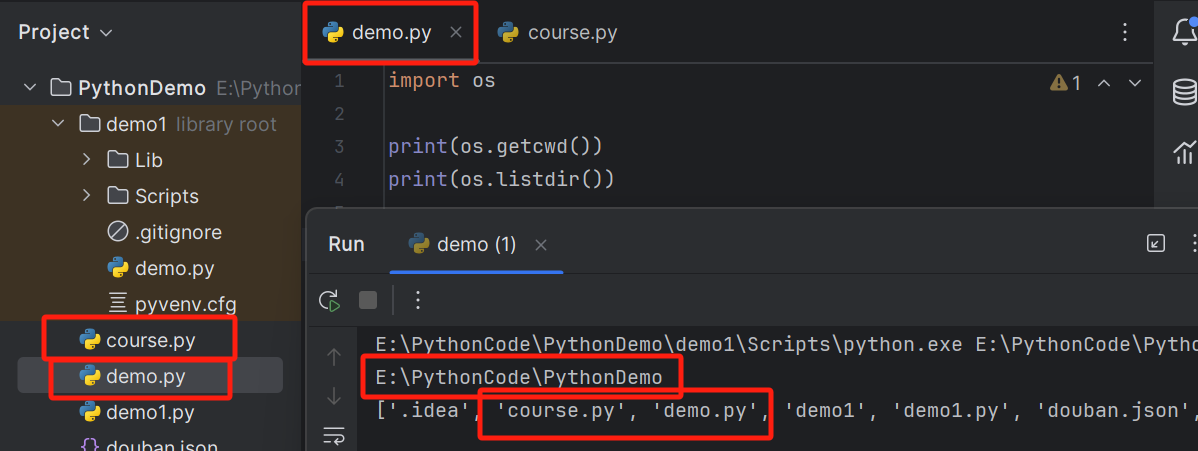 Project
PythonDemo E:\Python
demo1 library root
Lib
Scripts
.gitignore
demo.py
pyvenv.cfg
course.py
demo.py
demo1.py
douban.json
demo.py
course.py
1 import os
2
3 print(os.getcwd())
4 print(os.listdir())
1
Run
demo (1)
E:\PythonCode\PythonDemo\demo1\Scripts\python.exe E:\PythonCode\Pyth
E:\PythonCode\PythonDemo
['.idea', 'course.py', 'demo.py', 'demo1', 'demo1.py', 'douban.json',